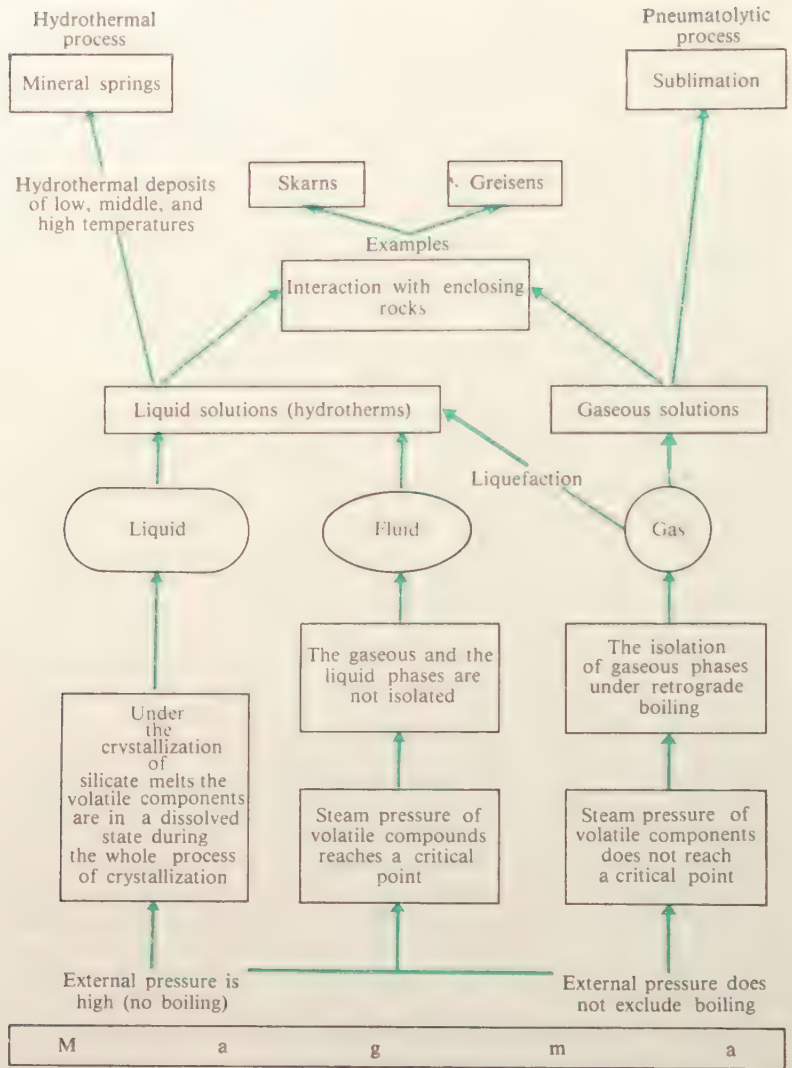 Hydrothermal
process
Pneumatolytic
process
Mineral springs
Sublimation
Hydrothermal deposits
of low, middle, and
high temperatures
Skarns
Greisens
Examples
Interaction with enclosing
rocks
Liquid solutions (hydrotherms)
Gaseous solutions
Liquefaction
Liquid
Fluid
Gas
The gaseous and the
liquid phases are
not isolated
The isolation
of gaseous phases
under retrograde
boiling
Under
the
crystallization
of
silicate melts the
volatile components
are in a dissolved
state during
the whole process
of crystallization
Steam pressure of
volatile compounds
reaches a critical
point
Steam pressure of
volatile components
does not reach
a critical point
External pressure is
high (no boiling)
External pressure does
not exclude boiling
M a g m a